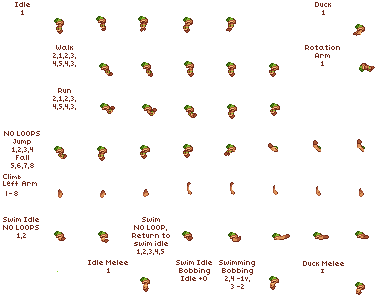 Idle
1
Duck
1
Walk
2,1,2,3,
4,5,4,3,
Rotation
Arm
1
Run
2,1,2,3,
4,5,4,3,
NO LOOPS
Jump
1,2,3,4
Fall
5,6,7,8
Climb
Left Arm
1-8
Swim Idle
NO LOOPS
1,2
Swim
NO LOOP,
Return to
swim idle
1,2,3,4,5
Swim Idle
Bobbing
Idle +0
Swimming
Bobbing
2,4 -1v,
3 -2
Idle Melee
1
Duck Melee
1